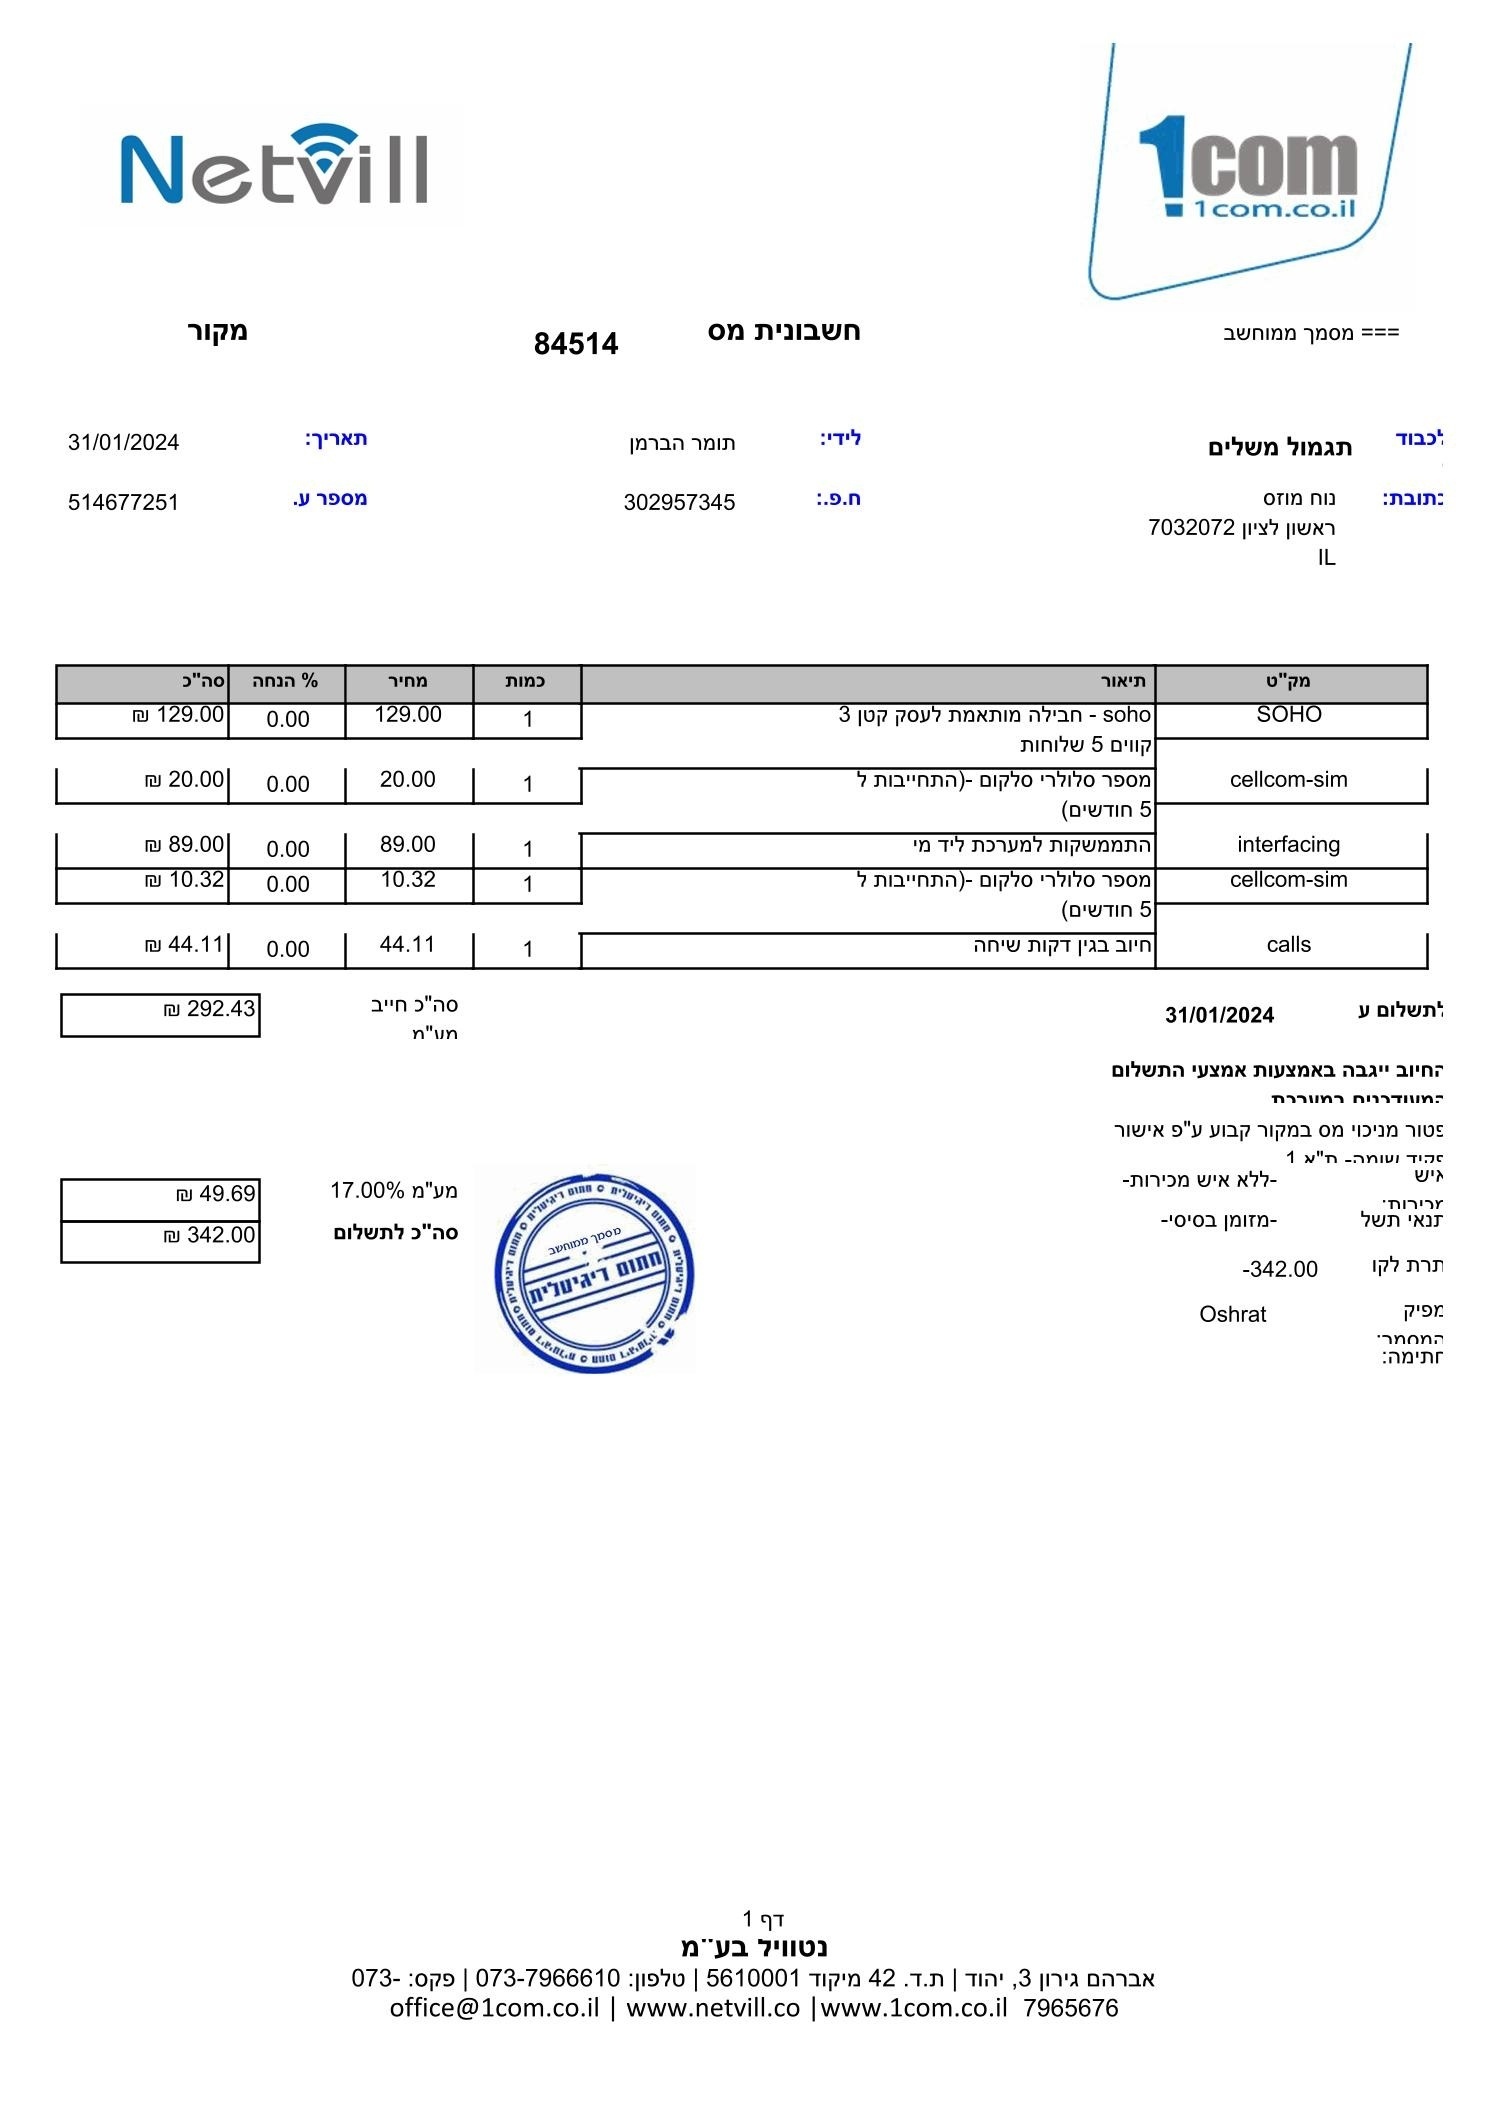 Netvill
1com
1com.co.il
=== מסמך ממוחשב
חשבונית מס 84514 מקור
לכבוד תגמול משלים לידי: תומר הברמן תאריך: 31/01/2024
כתובת: נוח מוזס ח.פ.: 302957345 מספר ע. 514677251
ראשון לציון 7032072
IL
מק"ט תיאור כמות מחיר % הנחה סה"כ
SOHO soho - חבילה מותאמת לעסק קטן 3 1 129.00 0.00 129.00 ₪
קווים 5 שלוחות
cellcom-sim מספר סלולרי סלקום -(התחייבות ל 1 20.00 0.00 20.00 ₪
5 חודשים)
interfacing התממשקות למערכת ליד מי 1 89.00 0.00 89.00 ₪
cellcom-sim מספר סלולרי סלקום -(התחייבות ל 1 10.32 0.00 10.32 ₪
5 חודשים)
calls חיוב בגין דקות שיחה 1 44.11 0.00 44.11 ₪
לתשלום ע 31/01/2024 סה"כ חייב 292.43 ₪
מע"מ
החיוב ייגבה באמצעות אמצעי התשלום
המעודכנים במערכת
פטור מניכוי מס במקור קבוע ע"פ אישור
פקיד שומה- ת"א 1
איש -ללא איש מכירות- מע"מ 17.00% 49.69 ₪
מכירות:
תנאי תשל -מזומן בסיסי- סה"כ לתשלום 342.00 ₪
תרת לקו -342.00
מפיק Oshrat
המסמך:
חתימה:
מסמך ממוחשב
חתום דיגיטלית
דף 1
נטוויל בע"מ
אברהם גירון 3, יהוד | ת.ד. 42 מיקוד 5610001 | טלפון: 073-7966610 | פקס: 073-
7965676 office@1com.co.il | www.netvill.co |www.1com.co.il